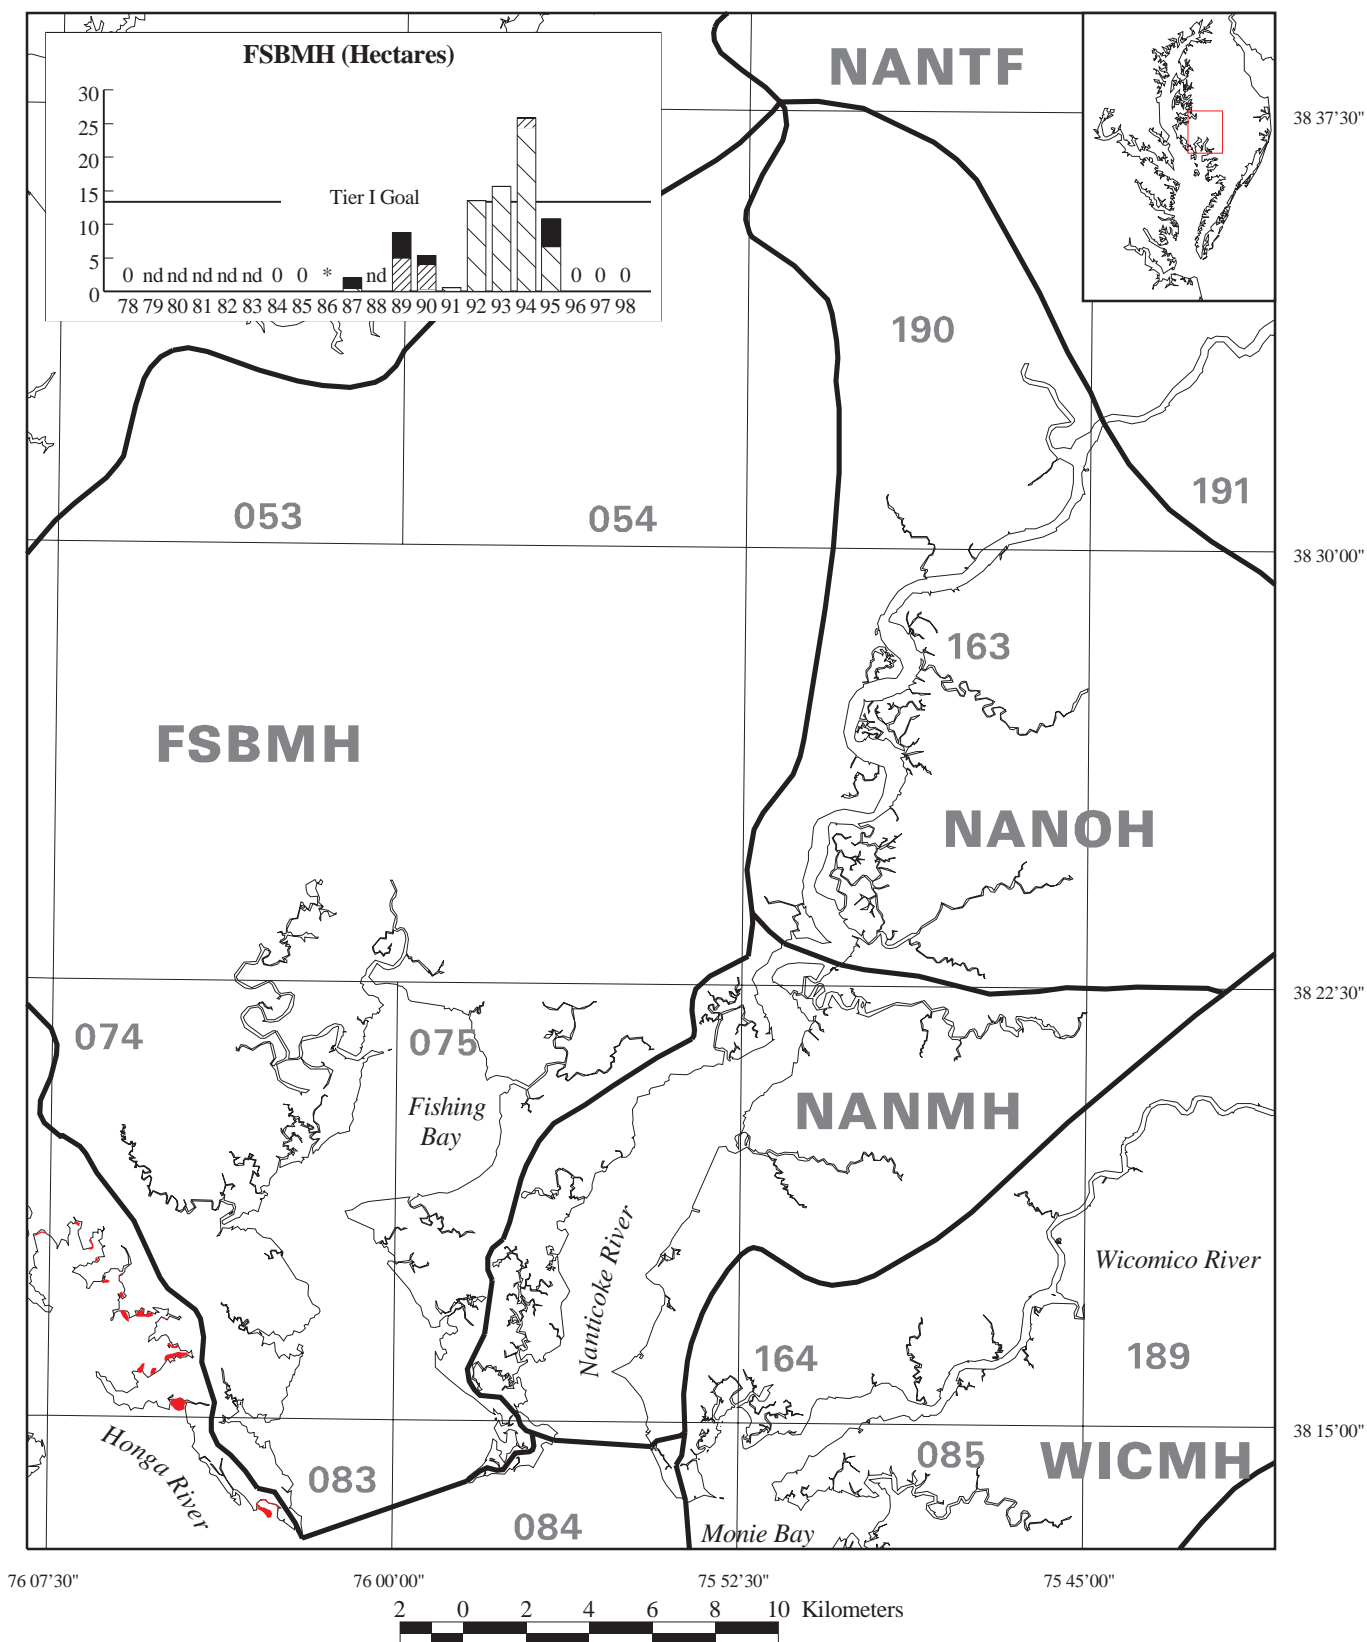 FSBMH (Hectares)
30
25
20
15
10
5
0
Tier I Goal
0 nd nd nd nd nd 0 0 * nd 0 0 0
78 79 80 81 82 83 84 85 86 87 88 89 90 91 92 93 94 95 96 97 98
NANTF
38 37'30"
190
191
053
054
38 30'00"
163
FSBMH
NANOH
38 22'30"
074
075
Fishing
Bay
NANMH
Nanticoke River
Wicomico River
164
189
38 15'00"
Honga River
083
085
WICMH
084
Monie Bay
76 07'30"
76 00'00"
75 52'30"
75 45'00"
2 0 2 4 6 8 10 Kilometers